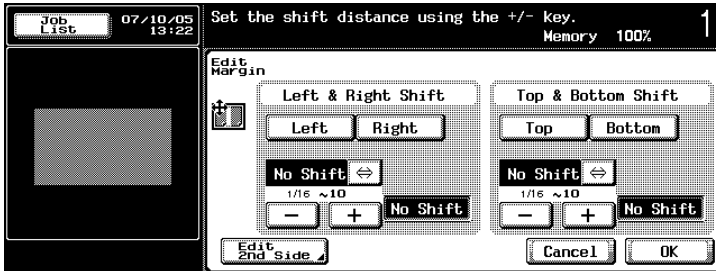 Job
List
07/10/05
13:22
Set the shift distance using the +/- key.
Memory 100%
1
Edit
Margin
Left & Right Shift
Left Right
No Shift ⇔
1/16 ~10
− + No Shift
Top & Bottom Shift
Top Bottom
No Shift ⇔
1/16 ~10
− + No Shift
Edit
2nd Side
Cancel OK